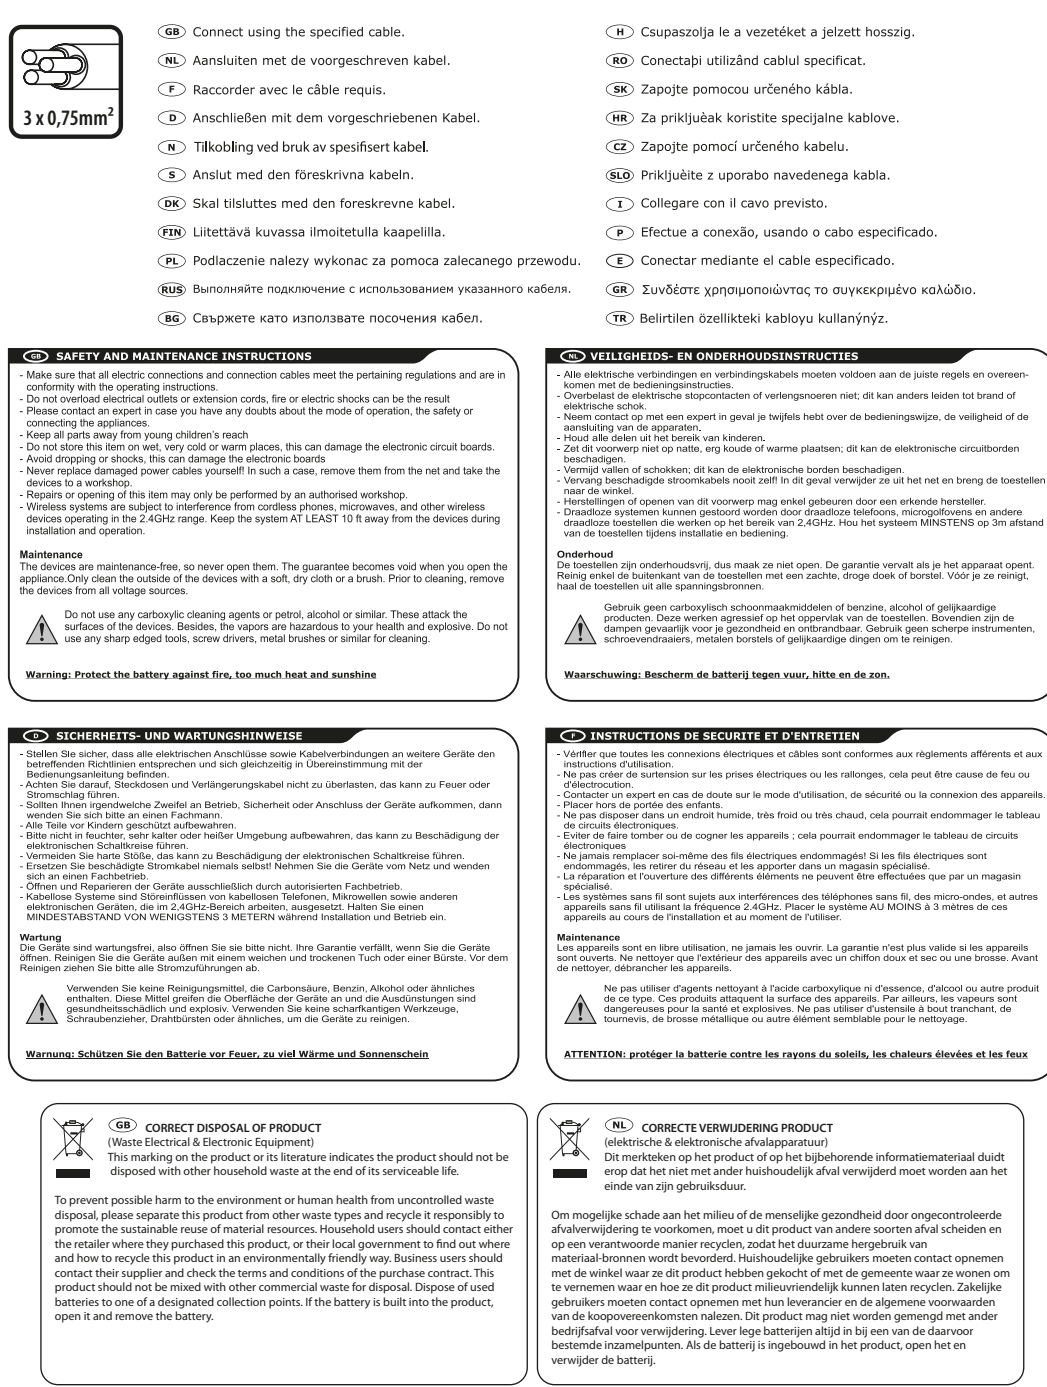 3 x 0,75mm²
GB Connect using the specified cable.
NL Aansluiten met de voorgeschreven kabel.
F Raccorder avec le câble requis.
D Anschließen mit dem vorgeschriebenen Kabel.
N Tilkobling ved bruk av spesifisert kabel.
S Anslut med den föreskrivna kabeln.
DK Skal tilsluttes med den foreskrevne kabel.
FIN Liitettävä kuvassa ilmoitetulla kaapelilla.
PL Podlaczenie nalezy wykonac za pomoca zalecanego przewodu.
RUS Выполняйте подключение с использованием указанного кабеля.
BG Свържете като използвате посочения кабел.
H Csupaszolja le a vezetéket a jelzett hosszig.
RO Conectaþi utilizând cablul specificat.
SK Zapojte pomocou určeného kábla.
HR Za prikljuèak koristite specijalne kablove.
CZ Zapojte pomocí určeného kabelu.
SLO Prikljuèite z uporabo navedenega kabla.
I Collegare con il cavo previsto.
P Efectue a conexão, usando o cabo especificado.
E Conectar mediante el cable especificado.
GR Συνδέστε χρησιμοποιώντας το συγκεκριμένο καλώδιο.
TR Belirtilen özellikteki kabloyu kullanýnýz.
GB SAFETY AND MAINTENANCE INSTRUCTIONS
- Make sure that all electric connections and connection cables meet the pertaining regulations and are in
conformity with the operating instructions.
- Do not overload electrical outlets or extension cords, fire or electric shocks can be the result
- Please contact an expert in case you have any doubts about the mode of operation, the safety or
connecting the appliances.
- Keep all parts away from young children's reach
- Do not store this item on wet, very cold or warm places, this can damage the electronic circuit boards.
- Avoid dropping or shocks, this can damage the electronic boards
- Never replace damaged power cables yourself! In such a case, remove them from the net and take the
devices to a workshop.
- Repairs or opening of this item may only be performed by an authorised workshop.
- Wireless systems are subject to interference from cordless phones, microwaves, and other wireless
devices operating in the 2.4GHz range. Keep the system AT LEAST 10 ft away from the devices during
installation and operation.
Maintenance
The devices are maintenance-free, so never open them. The guarantee becomes void when you open the
appliance.Only clean the outside of the devices with a soft, dry cloth or a brush. Prior to cleaning, remove
the devices from all voltage sources.
Do not use any carboxylic cleaning agents or petrol, alcohol or similar. These attack the
surfaces of the devices. Besides, the vapors are hazardous to your health and explosive. Do not
use any sharp edged tools, screw drivers, metal brushes or similar for cleaning.
Warning: Protect the battery against fire, too much heat and sunshine
NL VEILIGHEIDS- EN ONDERHOUDSINSTRUCTIES
- Alle elektrische verbindingen en verbindingskabels moeten voldoen aan de juiste regels en overeen-
komen met de bedieningsinstructies.
- Overbelast de elektrische stopcontacten of verlengsnoeren niet; dit kan anders leiden tot brand of
elektrische schok.
- Neem contact op met een expert in geval je twijfels hebt over de bedieningswijze, de veiligheid of de
aansluiting van de apparaten.
- Houd alle delen uit het bereik van kinderen.
- Zet dit voorwerp niet op natte, erg koude of warme plaatsen; dit kan de elektronische circuitborden
beschadigen.
- Vermijd vallen of schokken; dit kan de elektronische borden beschadigen.
- Vervang beschadigde stroomkabels nooit zelf! In dit geval verwijder ze uit het net en breng de toestellen
naar de winkel.
- Herstellingen of openen van dit voorwerp mag enkel gebeuren door een erkende hersteller.
- Draadloze systemen kunnen gestoord worden door draadloze telefoons, microgolfovens en andere
draadloze toestellen die werken op het bereik van 2,4GHz. Hou het systeem MINSTENS op 3m afstand
van de toestellen tijdens installatie en bediening.
Onderhoud
De toestellen zijn onderhoudsvrij, dus maak ze niet open. De garantie vervalt als je het apparaat opent.
Reinig enkel de buitenkant van de toestellen met een zachte, droge doek of borstel. Vóór je ze reinigt,
haal de toestellen uit alle spanningsbronnen.
Gebruik geen carboxylisch schoonmaakmiddelen of benzine, alcohol of gelijkaardige
producten. Deze werken agressief op het oppervlak van de toestellen. Bovendien zijn de
dampen gevaarlijk voor je gezondheid en ontbrandbaar. Gebruik geen scherpe instrumenten,
schroevendraaiers, metalen borstels of gelijkaardige dingen om te reinigen.
Waarschuwing: Bescherm de batterij tegen vuur, hitte en de zon.
D SICHERHEITS- UND WARTUNGSHINWEISE
- Stellen Sie sicher, dass alle elektrischen Anschlüsse sowie Kabelverbindungen an weitere Geräte den
betreffenden Richtlinien entsprechen und sich gleichzeitig in Übereinstimmung mit der
Bedienungsanleitung befinden.
- Achten Sie darauf, Steckdosen und Verlängerungskabel nicht zu überlasten, das kann zu Feuer oder
Stromschlag führen.
- Sollten Ihnen irgendwelche Zweifel an Betrieb, Sicherheit oder Anschluss der Geräte aufkommen, dann
wenden Sie sich bitte an einen Fachmann.
- Alle Teile vor Kindern geschützt aufbewahren.
- Bitte nicht in feuchter, sehr kalter oder heißer Umgebung aufbewahren, das kann zu Beschädigung der
elektronischen Schaltkreise führen.
- Vermeiden Sie harte Stöße, das kann zu Beschädigung der elektronischen Schaltkreise führen.
- Ersetzen Sie beschädigte Stromkabel niemals selbst! Nehmen Sie die Geräte vom Netz und wenden
sich an einen Fachbetrieb.
- Öffnen und Reparieren der Geräte ausschließlich durch autorisierten Fachbetrieb.
- Kabellose Systeme sind Störeinflüssen von kabellosen Telefonen, Mikrowellen sowie anderen
elektronischen Geräten, die im 2,4GHz-Bereich arbeiten, ausgesetzt. Halten Sie einen
MINDESTABSTAND VON WENIGSTENS 3 METERN während Installation und Betrieb ein.
Wartung
Die Geräte sind wartungsfrei, also öffnen Sie sie bitte nicht. Ihre Garantie verfällt, wenn Sie die Geräte
öffnen. Reinigen Sie die Geräte außen mit einem weichen und trockenen Tuch oder einer Bürste. Vor dem
Reinigen ziehen Sie bitte alle Stromzuführungen ab.
Verwenden Sie keine Reinigungsmittel, die Carbonsäure, Benzin, Alkohol oder ähnliches
enthalten. Diese Mittel greifen die Oberfläche der Geräte an und die Ausdünstungen sind
gesundheitsschädlich und explosiv. Verwenden Sie keine scharfkantigen Werkzeuge,
Schraubenzieher, Drahtbürsten oder ähnliches, um die Geräte zu reinigen.
Warnung: Schützen Sie den Batterie vor Feuer, zu viel Wärme und Sonnenschein
F INSTRUCTIONS DE SECURITE ET D'ENTRETIEN
- Vérifier que toutes les connexions électriques et câbles sont conformes aux règlements afférents et aux
instructions d'utilisation.
- Ne pas créer de surtension sur les prises électriques ou les rallonges, cela peut être cause de feu ou
d'électrocution.
- Contacter un expert en cas de doute sur le mode d'utilisation, de sécurité ou la connexion des appareils.
- Placer hors de portée des enfants.
- Ne pas disposer dans un endroit humide, très froid ou très chaud, cela pourrait endommager le tableau
de circuits électroniques.
- Eviter de faire tomber ou de cogner les appareils ; cela pourrait endommager le tableau de circuits
électroniques
- Ne jamais remplacer soi-même des fils électriques endommagés! Si les fils électriques sont
endommagés, les retirer du réseau et les apporter dans un magasin spécialisé.
- La réparation et l'ouverture des différents éléments ne peuvent être effectuées que par un magasin
spécialisé.
- Les systèmes sans fil sont sujets aux interférences des téléphones sans fil, des micro-ondes, et autres
appareils sans fil utilisant la fréquence 2.4GHz. Placer le système AU MOINS à 3 mètres de ces
appareils au cours de l'installation et au moment de l'utiliser.
Maintenance
Les appareils sont en libre utilisation, ne jamais les ouvrir. La garantie n'est plus valide si les appareils
sont ouverts. Ne nettoyer que l'extérieur des appareils avec un chiffon doux et sec ou une brosse. Avant
de nettoyer, débrancher les appareils.
Ne pas utiliser d'agents nettoyant à l'acide carboxylique ni d'essence, d'alcool ou autre produit
de ce type. Ces produits attaquent la surface des appareils. Par ailleurs, les vapeurs sont
dangereuses pour la santé et explosives. Ne pas utiliser d'ustensile à bout tranchant, de
tournevis, de brosse métallique ou autre élément semblable pour le nettoyage.
ATTENTION: protéger la batterie contre les rayons du soleils, les chaleurs élevées et les feux
GB CORRECT DISPOSAL OF PRODUCT
(Waste Electrical & Electronic Equipment)
This marking on the product or its literature indicates the product should not be
disposed with other household waste at the end of its serviceable life.
To prevent possible harm to the environment or human health from uncontrolled waste
disposal, please separate this product from other waste types and recycle it responsibly to
promote the sustainable reuse of material resources. Household users should contact either
the retailer where they purchased this product, or their local government to find out where
and how to recycle this product in an environmentally friendly way. Business users should
contact their supplier and check the terms and conditions of the purchase contract. This
product should not be mixed with other commercial waste for disposal. Dispose of used
batteries to one of a designated collection points. If the battery is built into the product,
open it and remove the battery.
NL CORRECTE VERWIJDERING PRODUCT
(elektrische & elektronische afvalapparatuur)
Dit merkteken op het product of op het bijbehorende informatiemateriaal duidt
erop dat het niet met ander huishoudelijk afval verwijderd moet worden aan het
einde van zijn gebruiksduur.
Om mogelijke schade aan het milieu of de menselijke gezondheid door ongecontroleerde
afvalverwijdering te voorkomen, moet u dit product van andere soorten afval scheiden en
op een verantwoorde manier recyclen, zodat het duurzame hergebruik van
materiaal-bronnen wordt bevorderd. Huishoudelijke gebruikers moeten contact opnemen
met de winkel waar ze dit product hebben gekocht of met de gemeente waar ze wonen om
te vernemen waar en hoe ze dit product milieuvriendelijk kunnen laten recyclen. Zakelijke
gebruikers moeten contact opnemen met hun leverancier en de algemene voorwaarden
van de koopovereenkomsten nalezen. Dit product mag niet worden gemengd met ander
bedrijfsafval voor verwijdering. Lever lege batterijen altijd in bij een van de daarvoor
bestemde inzamelpunten. Als de batterij is ingebouwd in het product, open het en
verwijder de batterij.